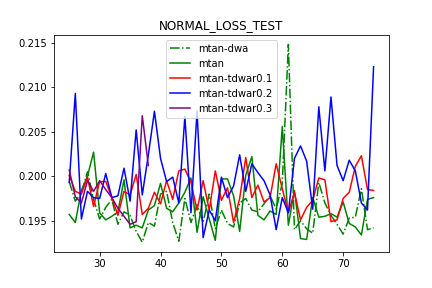 NORMAL_LOSS_TEST
0.215
0.210
0.205
0.200
0.195
mtan-dwa
mtan
mtan-tdwar0.1
mtan-tdwar0.2
mtan-tdwar0.3
30 40 50 60 70